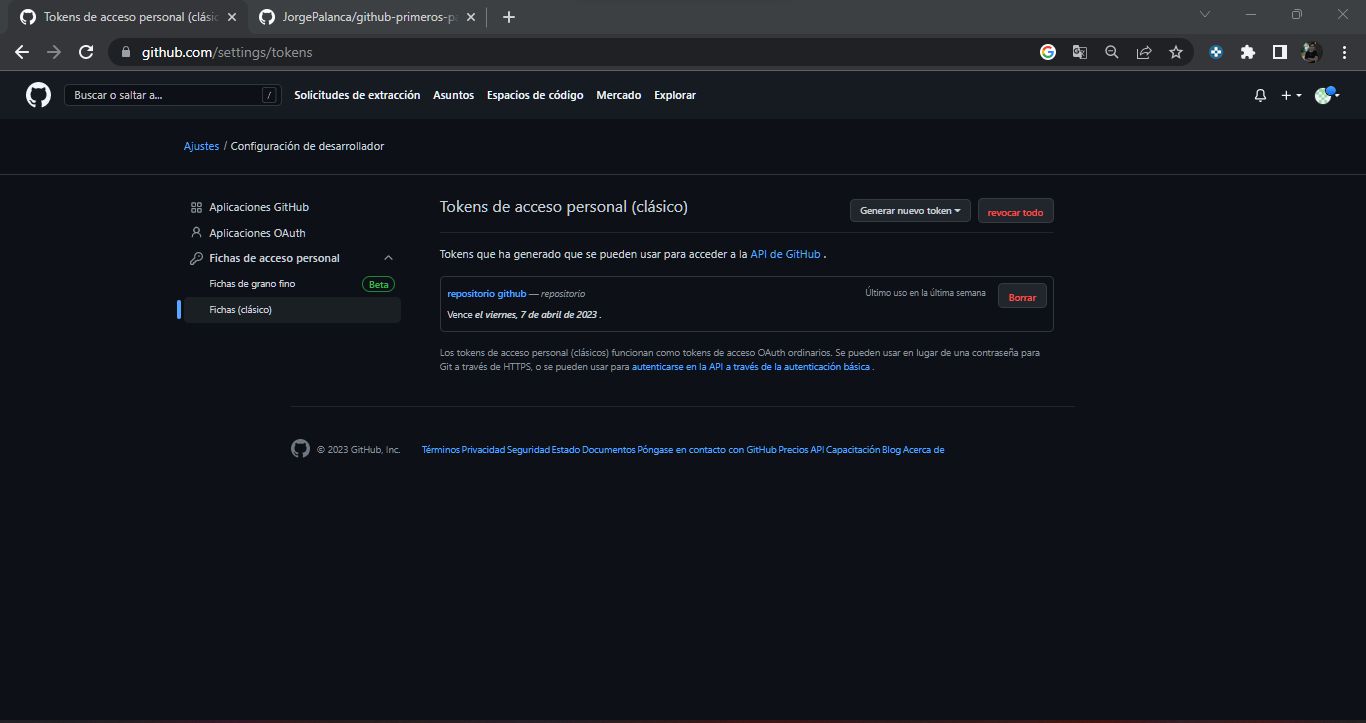 Tokens de acceso personal (clásic
JorgePalanca/github-primeros-pa
github.com/settings/tokens
Buscar o saltar a... /
Solicitudes de extracción Asuntos Espacios de código Mercado Explorar
Ajustes / Configuración de desarrollador
Aplicaciones GitHub
Aplicaciones OAuth
Fichas de acceso personal
Fichas de grano fino Beta
Fichas (clásico)
Tokens de acceso personal (clásico)
Generar nuevo token
revocar todo
Tokens que ha generado que se pueden usar para acceder a la API de GitHub .
repositorio github — repositorio
Último uso en la última semana
Borrar
Vence el viernes, 7 de abril de 2023 .
Los tokens de acceso personal (clásicos) funcionan como tokens de acceso OAuth ordinarios. Se pueden usar en lugar de una contraseña para
Git a través de HTTPS, o se pueden usar para autenticarse en la API a través de la autenticación básica .
© 2023 GitHub, Inc.
Términos Privacidad Seguridad Estado Documentos Póngase en contacto con GitHub Precios API Capacitación Blog Acerca de